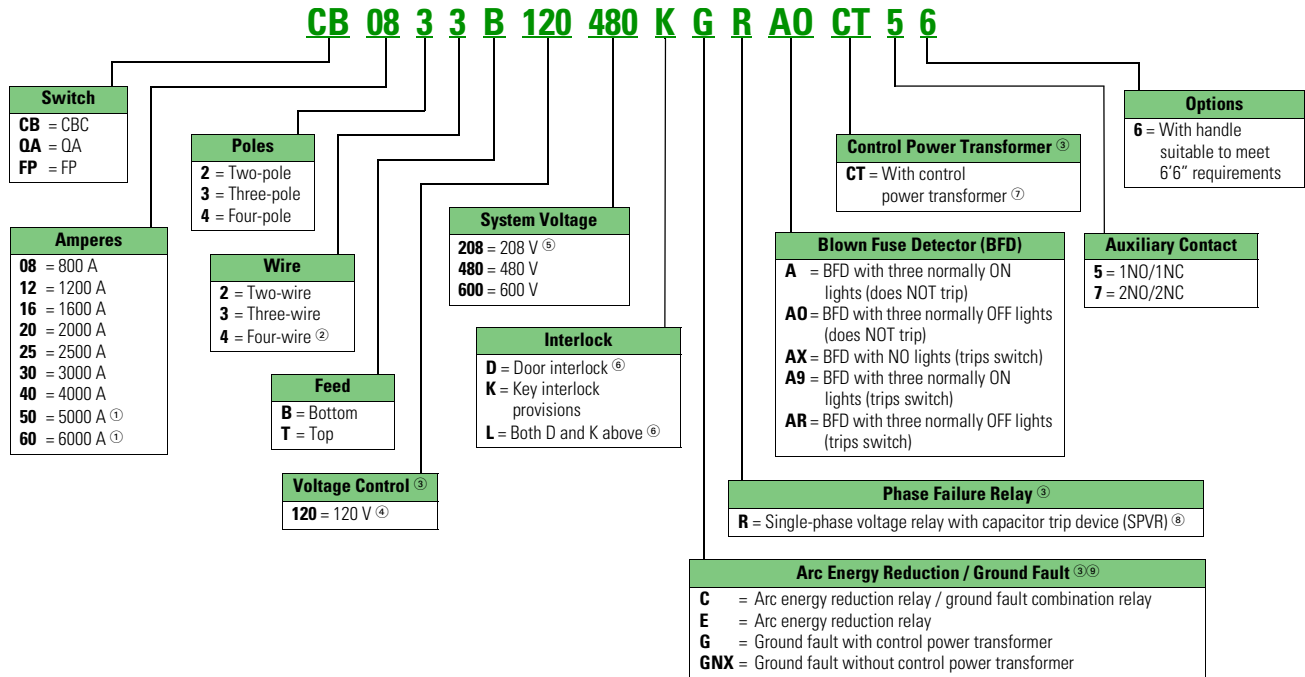 CB 08 3 3 B 120 480 K G R AO CT 5 6
Switch
CB = CBC
QA = QA
FP = FP
Amperes
08 = 800 A
12 = 1200 A
16 = 1600 A
20 = 2000 A
25 = 2500 A
30 = 3000 A
40 = 4000 A
50 = 5000 A ①
60 = 6000 A ①
Poles
2 = Two-pole
3 = Three-pole
4 = Four-pole
Wire
2 = Two-wire
3 = Three-wire
4 = Four-wire ②
Feed
B = Bottom
T = Top
Voltage Control ③
120 = 120 V ④
System Voltage
208 = 208 V ⑤
480 = 480 V
600 = 600 V
Interlock
D = Door interlock ⑥
K = Key interlock
provisions
L = Both D and K above ⑥
Arc Energy Reduction / Ground Fault ③⑨
C = Arc energy reduction relay / ground fault combination relay
E = Arc energy reduction relay
G = Ground fault with control power transformer
GNX = Ground fault without control power transformer
Phase Failure Relay ③
R = Single-phase voltage relay with capacitor trip device (SPVR) ⑧
Blown Fuse Detector (BFD)
A = BFD with three normally ON
lights (does NOT trip)
AO = BFD with three normally OFF lights
(does NOT trip)
AX = BFD with NO lights (trips switch)
A9 = BFD with three normally ON
lights (trips switch)
AR = BFD with three normally OFF lights
(trips switch)
Control Power Transformer ③
CT = With control
power transformer ⑦
Auxiliary Contact
5 = 1NO/1NC
7 = 2NO/2NC
Options
6 = With handle
suitable to meet
6'6" requirements